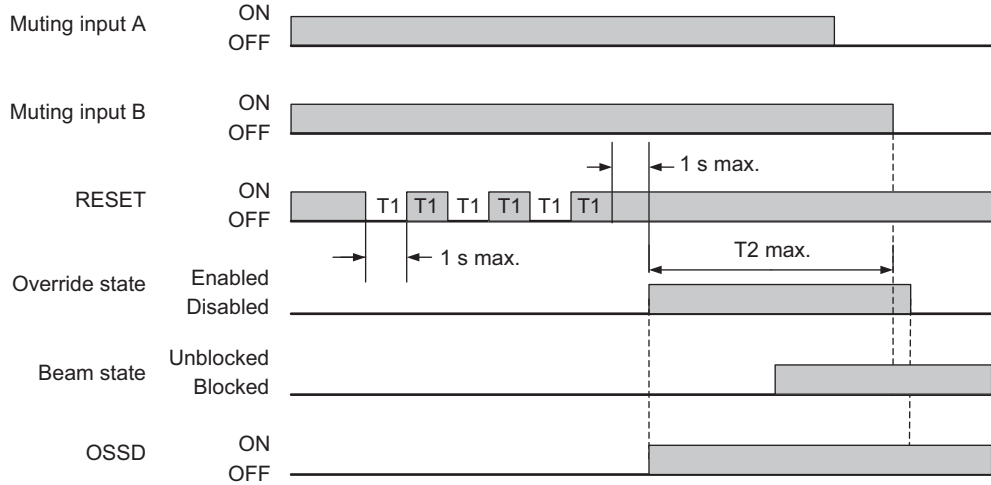 Muting input A
ON
OFF
Muting input B
ON
OFF
1 s max.
RESET
ON
OFF
T1 T1 T1 T1 T1 T1
1 s max.
T2 max.
Override state
Enabled
Disabled
Beam state
Unblocked
Blocked
OSSD
ON
OFF